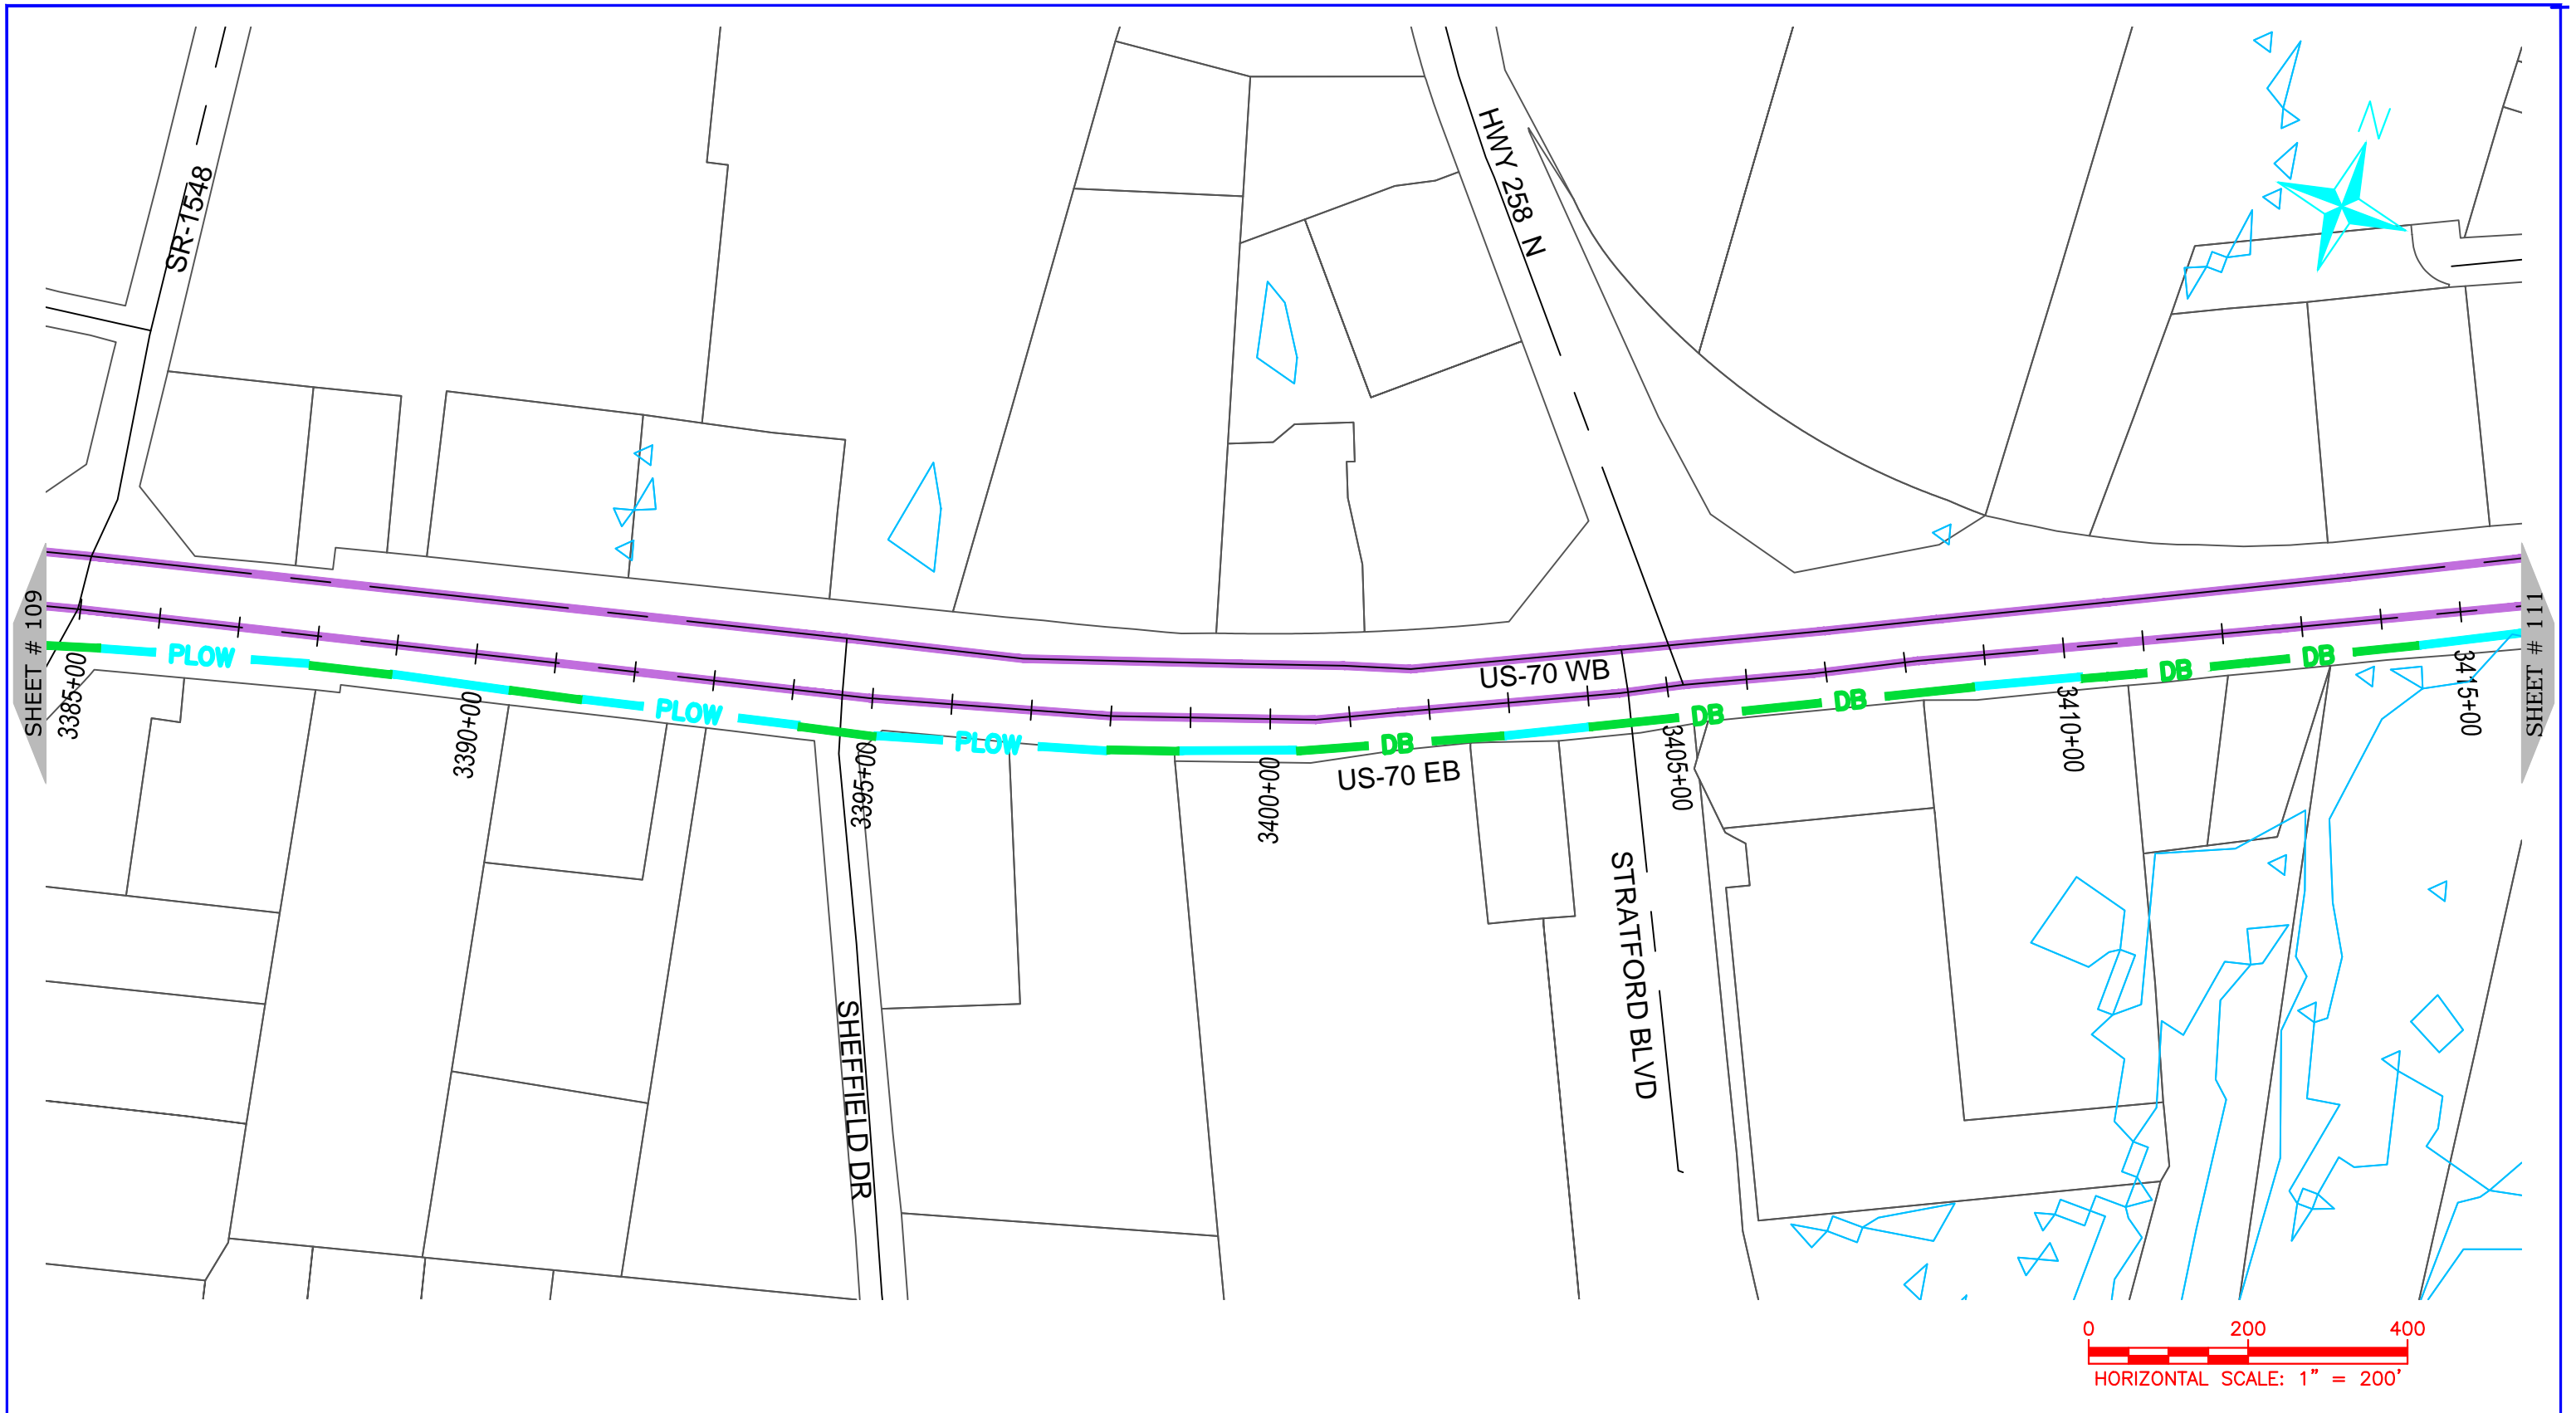 HWY 258 N
SR-1548
SHEET # 109
PLOW
PLOW
PLOW
DB
DB
DB
DB
DB
US-70 WB
US-70 EB
3385+00
3390+00
3395+00
3400+00
3405+00
3410+00
3415+00
SHEET # 111
STRATFORD BLVD
SHEFFIELD DR
N
0 200 400
HORIZONTAL SCALE: 1" = 200'